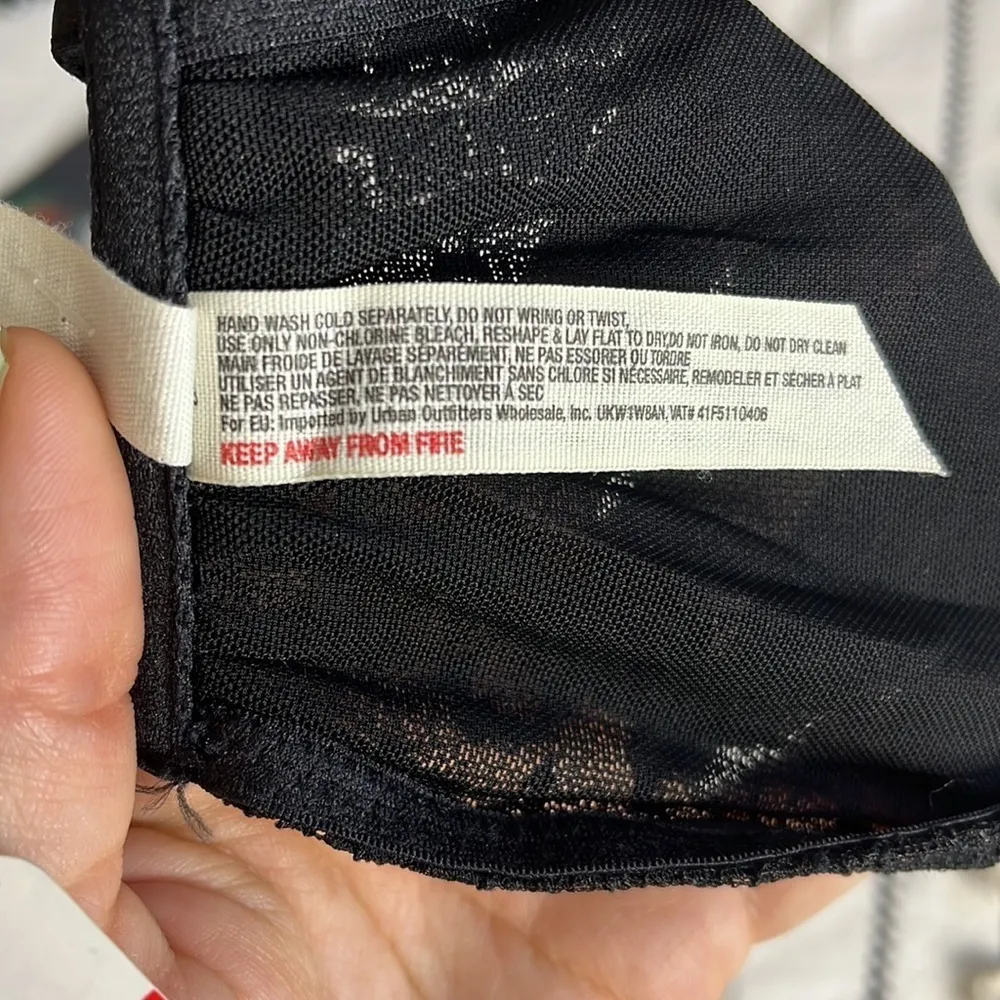 HAND WASH COLD SEPARATELY, DO NOT WRING OR TWIST,
USE ONLY NON-CHLORINE BLEACH, RESHAPE & LAY FLAT TO DRY,DO NOT IRON, DO NOT DRY CLEAN
MAIN FROIDE DE LAYAGE SEPAREMENT, NE PAS ESSORER OU TORDRE
UTILISER UN AGENT DE BLANCHIMENT SANS CHLORE SI NÉCESSAIRE, REMODELER ET SÉCHER À PLAT
NE PAS REPASSER, NE PAS NETTOYER À SEC
For EU: Imported by Urban Outfitters Wholesale, Inc. UKW1W8AN, VAT# 41F5110406
KEEP AWAY FROM FIRE